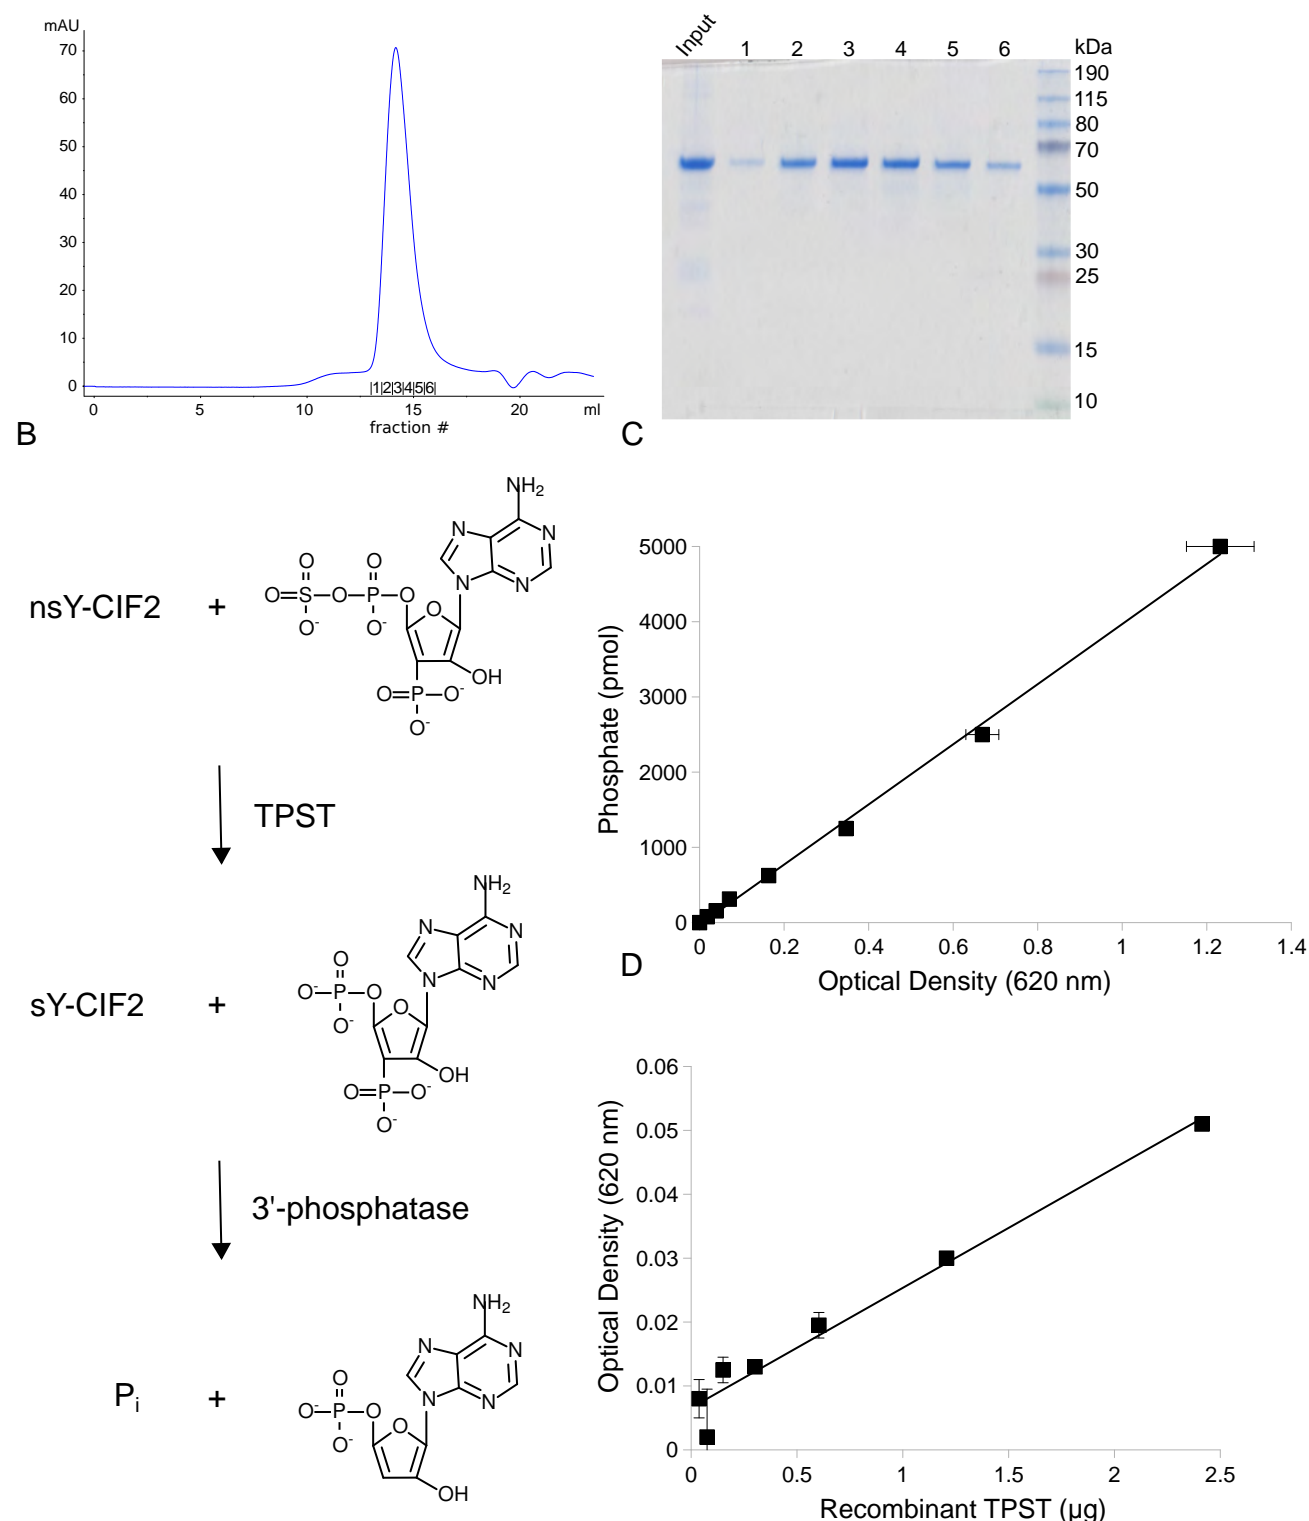 mAU
70
60
50
40
30
20
10
0
|1|2|3|4|5|6|
0 5 10 15 20 ml
fraction #
Input 1 2 3 4 5 6 kDa
190
115
80
70
50
30
25
15
10
B
nsY-CIF2 +
NH2
N N
N N
O O
O=S-O-P-O O
O- O-
OH
O=P-O-
O-
TPST
sY-CIF2 +
NH2
N N
N N
O
O--P-O O
O-
OH
O=P-O-
O-
3'-phosphatase
Pi +
NH2
N N
N N
O
O--P-O O
O-
OH
C
Phosphate (pmol)
5000
4000
3000
2000
1000
0
0 0.2 0.4 0.6 0.8 1 1.2 1.4
Optical Density (620 nm)
D
Optical Density (620 nm)
0.06
0.05
0.04
0.03
0.02
0.01
0
0 0.5 1 1.5 2 2.5
Recombinant TPST (µg)